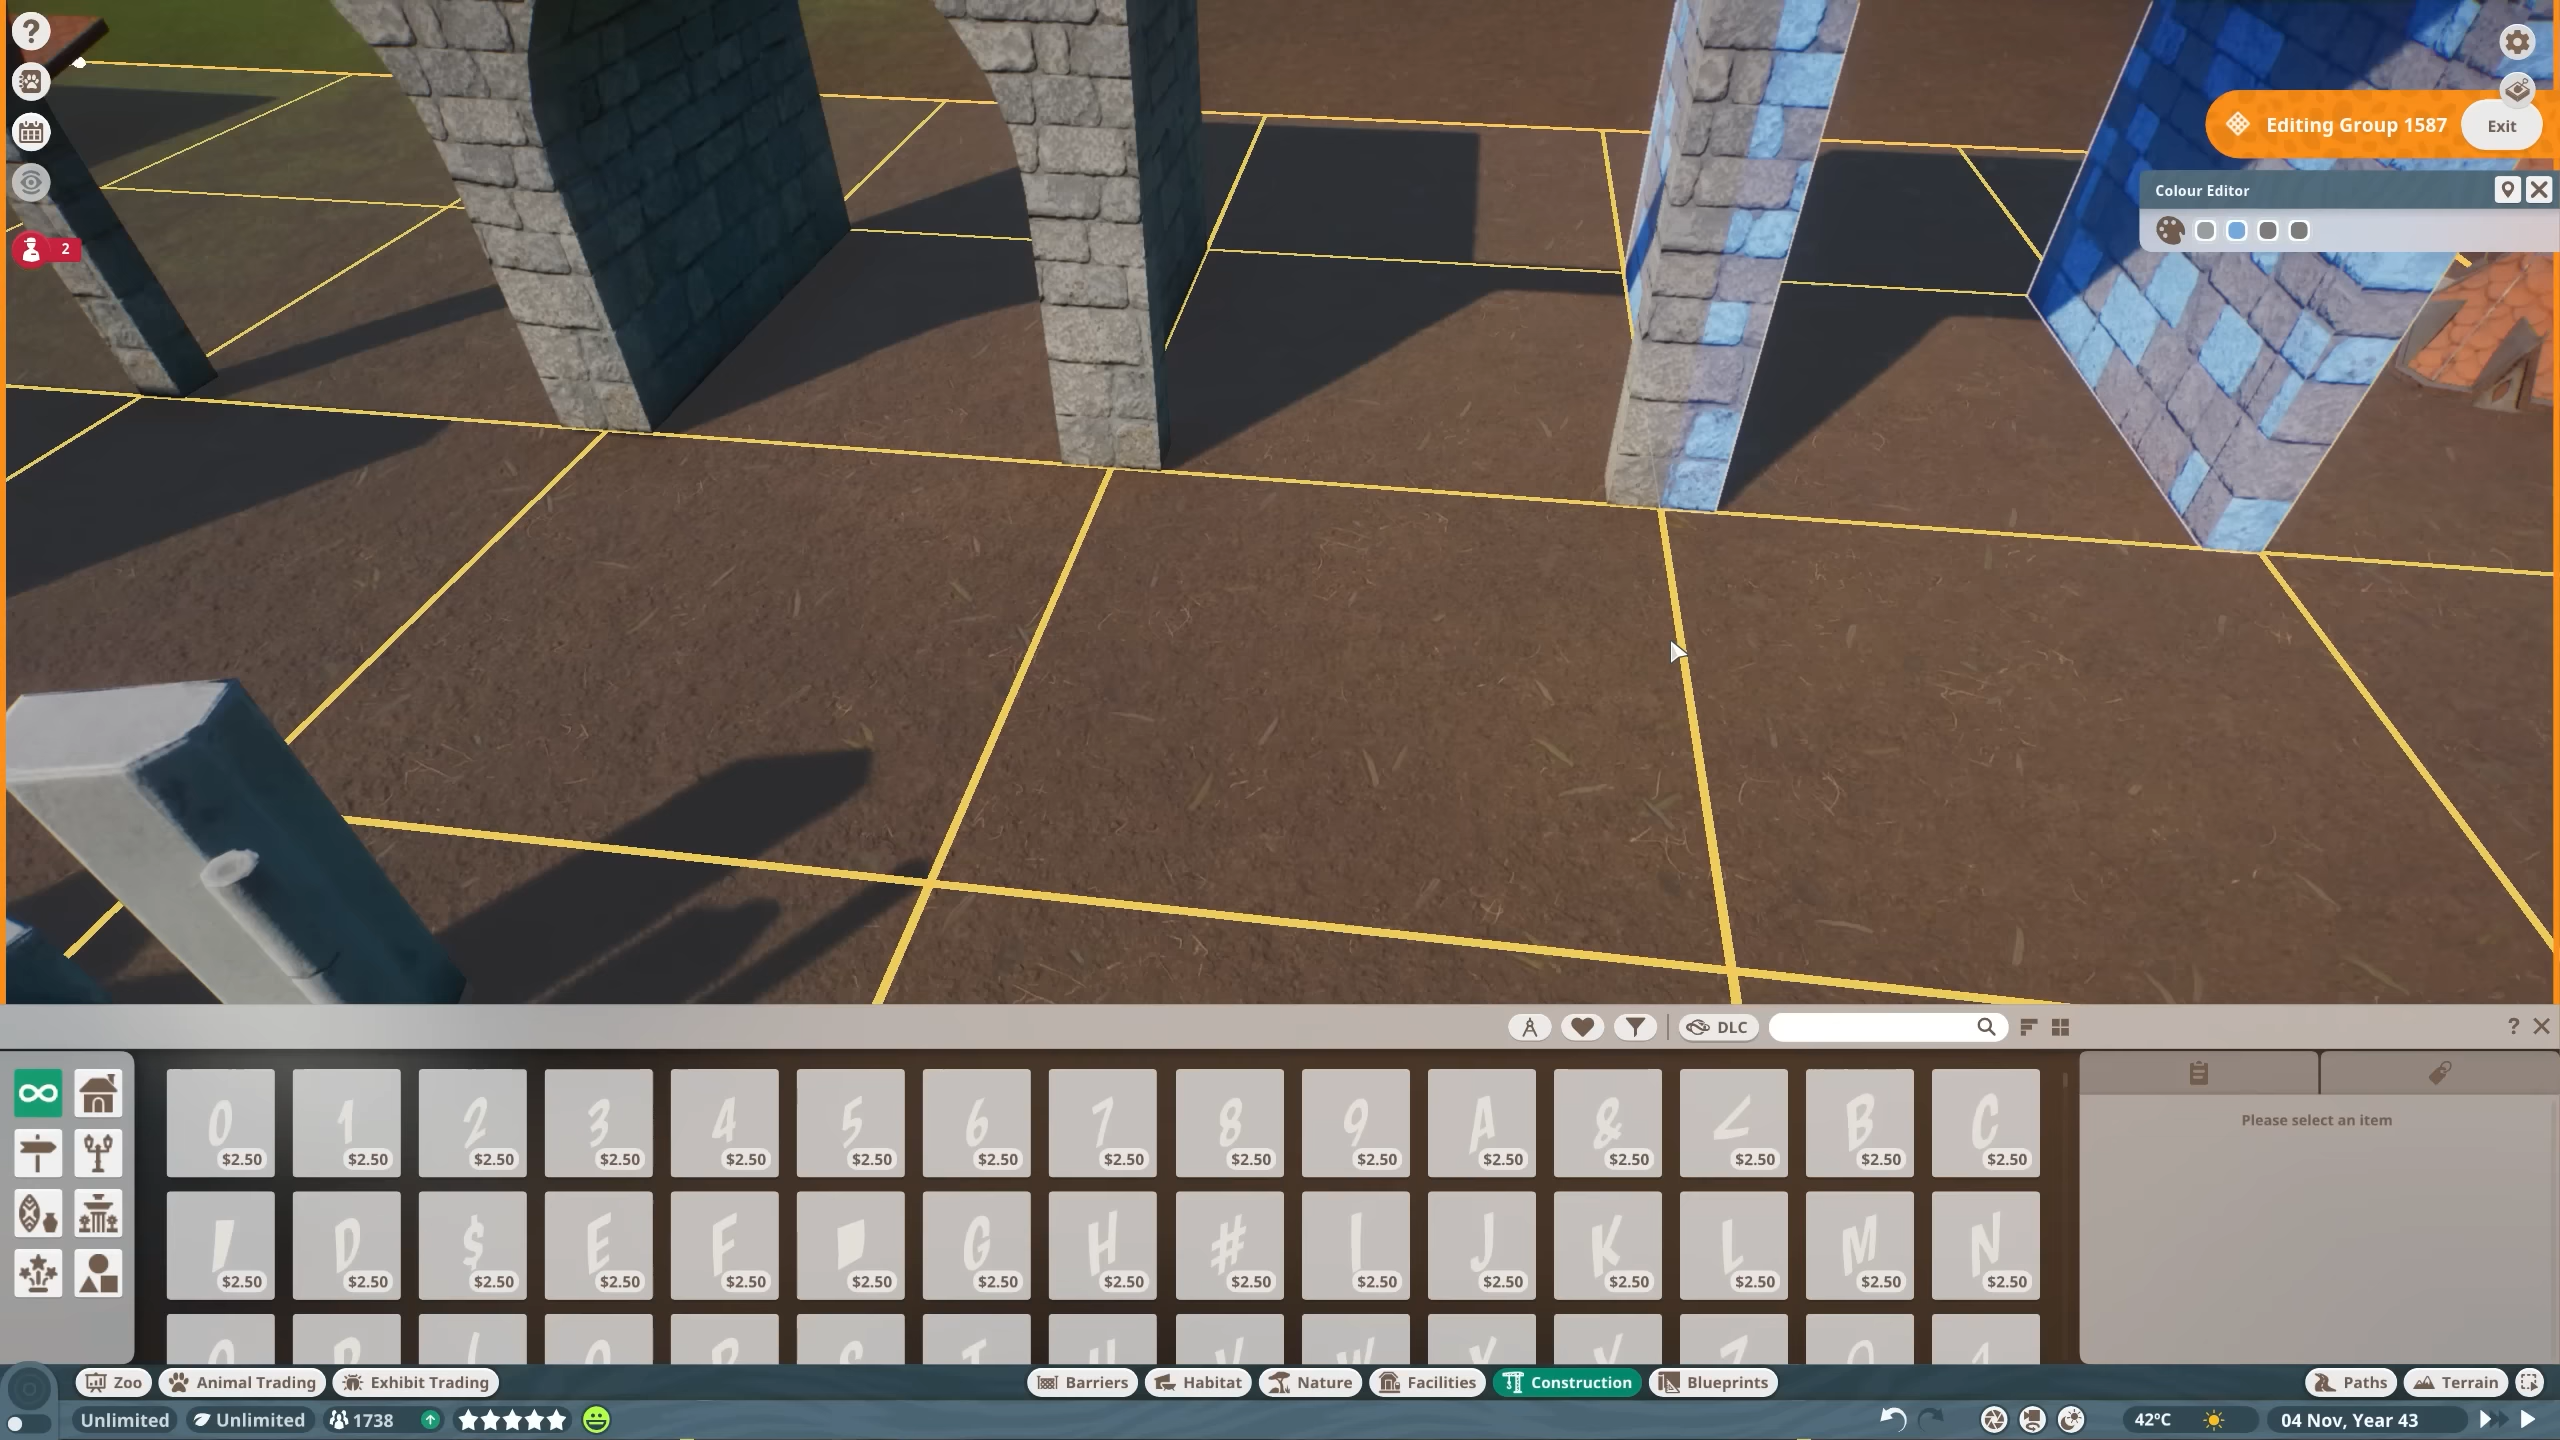 ?
Editing Group 1587
Exit
Colour Editor
2
DLC
?
0 $2.50
1 $2.50
2 $2.50
3 $2.50
4 $2.50
5 $2.50
6 $2.50
7 $2.50
8 $2.50
9 $2.50
A $2.50
& $2.50
$2.50
B $2.50
C $2.50
$2.50
D $2.50
$ $2.50
E $2.50
F $2.50
$2.50
G $2.50
H $2.50
# $2.50
I $2.50
J $2.50
K $2.50
L $2.50
M $2.50
N $2.50
Please select an item
Zoo
Animal Trading
Exhibit Trading
Barriers
Habitat
Nature
Facilities
Construction
Blueprints
Paths
Terrain
Unlimited
Unlimited
1738
42°C
04 Nov, Year 43